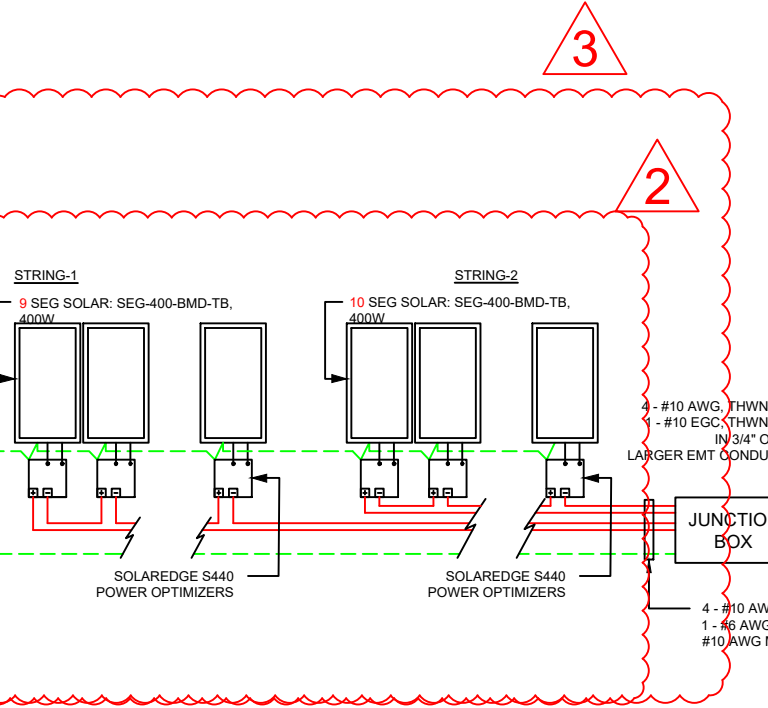 3
2
STRING-1
9 SEG SOLAR: SEG-400-BMD-TB,
400W
STRING-2
10 SEG SOLAR: SEG-400-BMD-TB,
400W
4 - #10 AWG, THWN
1 - #10 EGC, THWN
IN 3/4" O
LARGER EMT CONDU
JUNCTIO
BOX
SOLAREDGE S440
POWER OPTIMIZERS
SOLAREDGE S440
POWER OPTIMIZERS
4 - #10 AW
1 - #6 AWG
#10 AWG